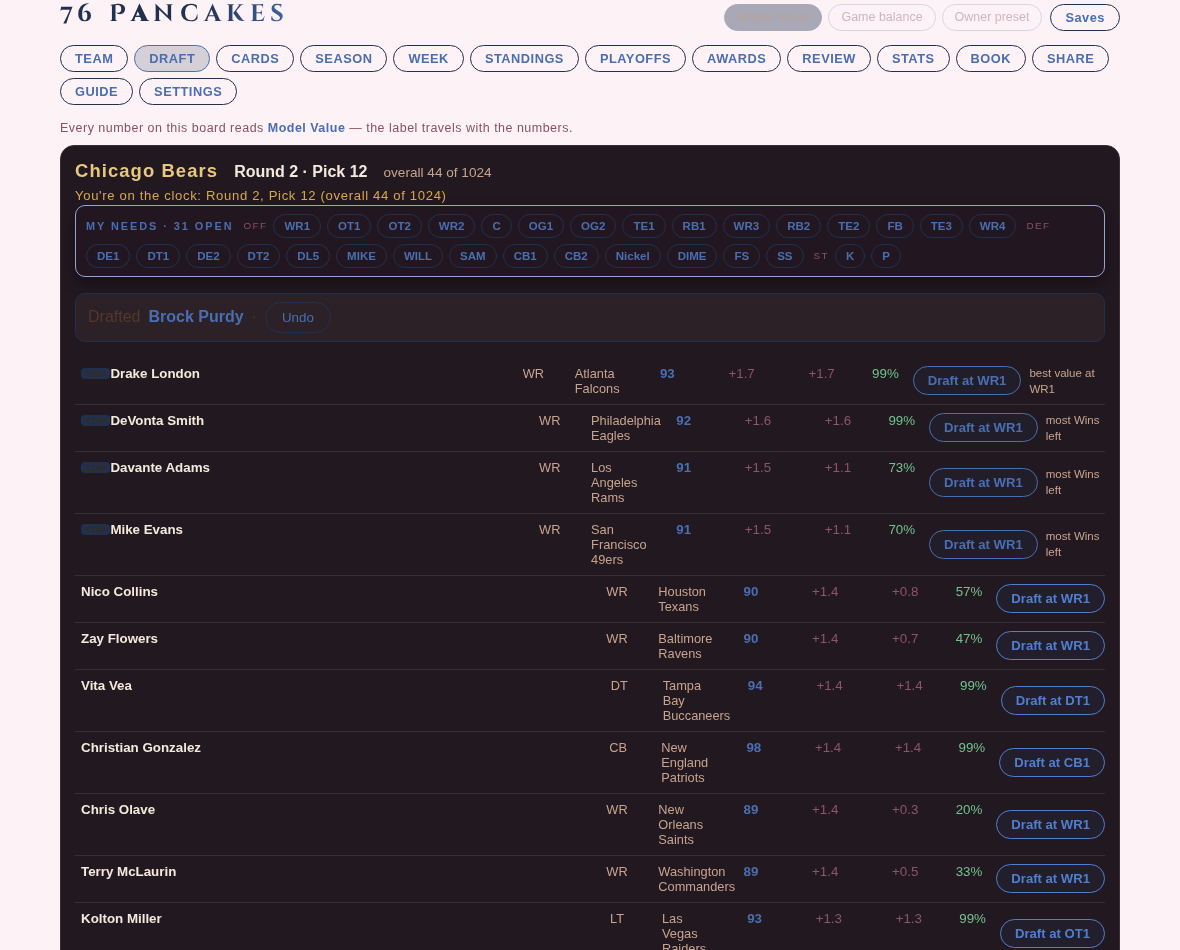 76 PANCAKES
Game balance Owner preset Saves
TEAM DRAFT CARDS SEASON WEEK STANDINGS PLAYOFFS AWARDS REVIEW STATS BOOK SHARE
GUIDE SETTINGS
Every number on this board reads Model Value — the label travels with the numbers.
Chicago Bears Round 2 · Pick 12 overall 44 of 1024
You're on the clock: Round 2, Pick 12 (overall 44 of 1024)
MY NEEDS · 31 OPEN OFF WR1 OT1 OT2 WR2 C OG1 OG2 TE1 RB1 WR3 RB2 TE2 FB TE3 WR4 DEF
DE1 DT1 DE2 DT2 DL5 MIKE WILL SAM CB1 CB2 Nickel DIME FS SS ST K P
Drafted Brock Purdy · Undo
Drake London WR Atlanta Falcons 93 +1.7 +1.7 99% Draft at WR1 best value at WR1
DeVonta Smith WR Philadelphia Eagles 92 +1.6 +1.6 99% Draft at WR1 most Wins left
Davante Adams WR Los Angeles Rams 91 +1.5 +1.1 73% Draft at WR1 most Wins left
Mike Evans WR San Francisco 49ers 91 +1.5 +1.1 70% Draft at WR1 most Wins left
Nico Collins WR Houston Texans 90 +1.4 +0.8 57% Draft at WR1
Zay Flowers WR Baltimore Ravens 90 +1.4 +0.7 47% Draft at WR1
Vita Vea DT Tampa Bay Buccaneers 94 +1.4 +1.4 99% Draft at DT1
Christian Gonzalez CB New England Patriots 98 +1.4 +1.4 99% Draft at CB1
Chris Olave WR New Orleans Saints 89 +1.4 +0.3 20% Draft at WR1
Terry McLaurin WR Washington Commanders 89 +1.4 +0.5 33% Draft at WR1
Kolton Miller LT Las Vegas Raiders 93 +1.3 +1.3 99% Draft at OT1